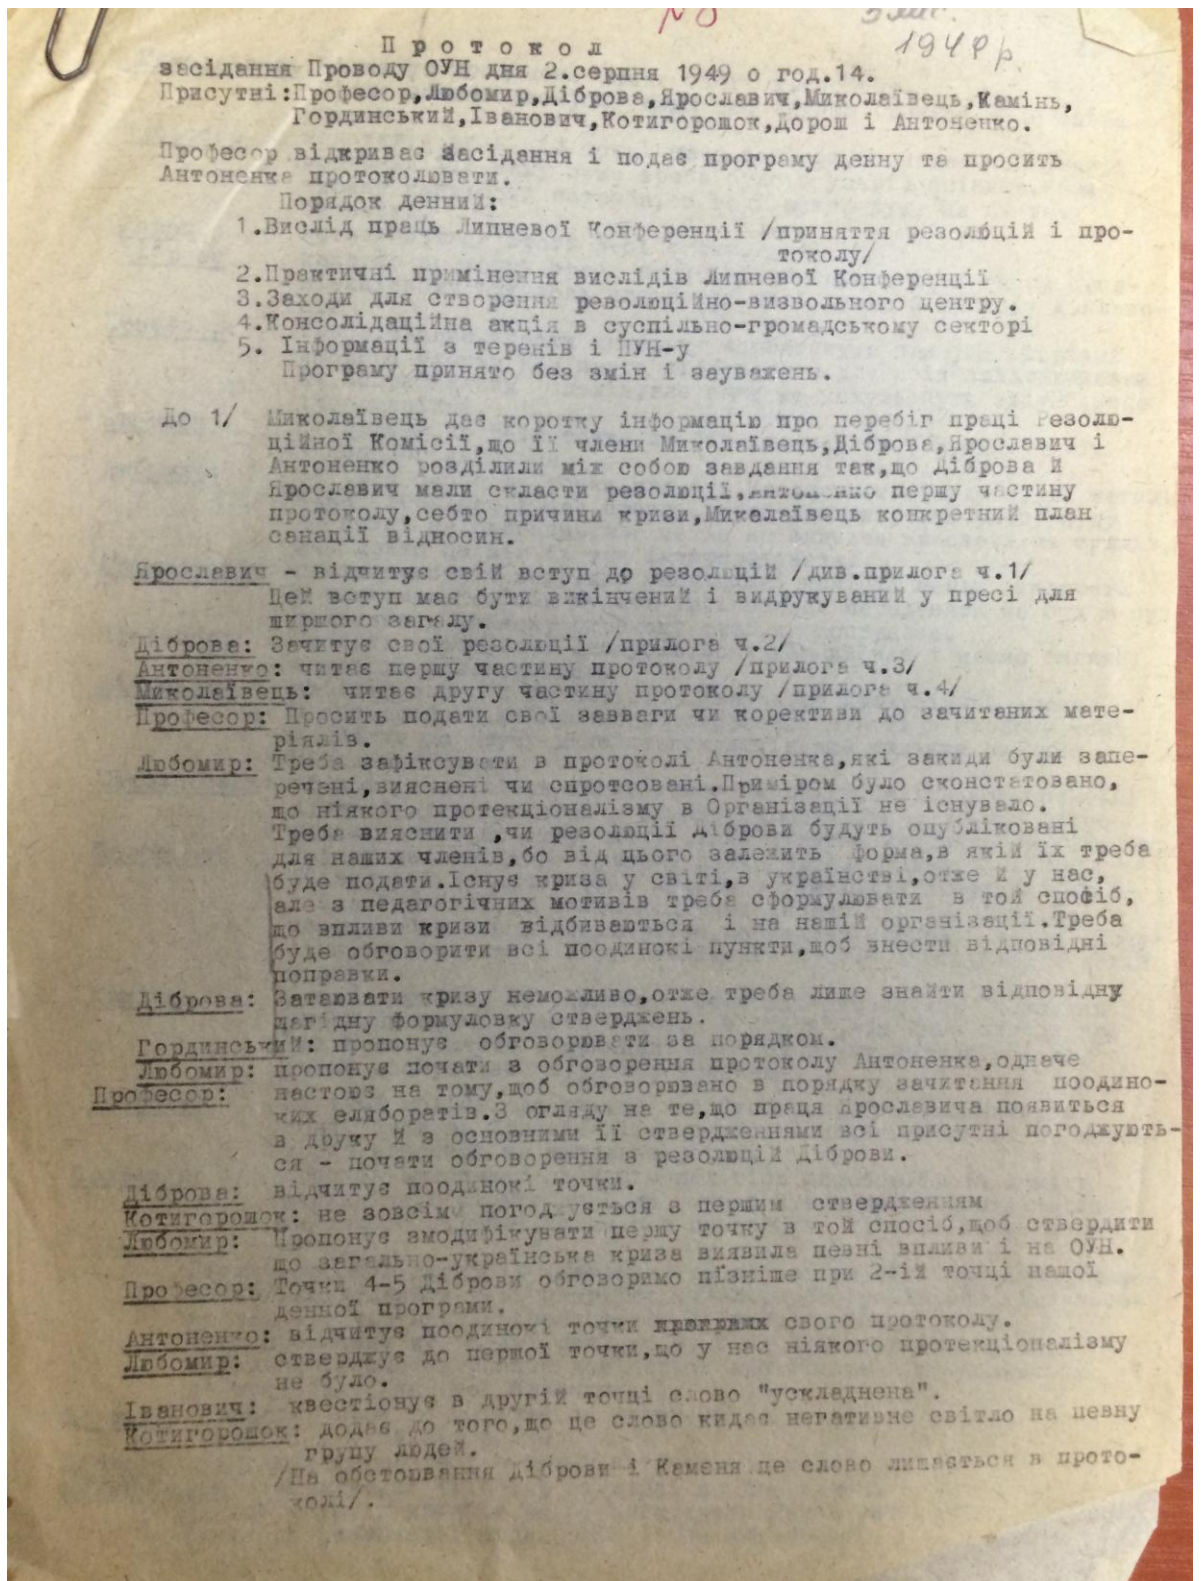 1949 р.
П р о т о к о л
засідання Проводу ОУН дня 2.серпня 1949 о год.14.
Присутні:Професор,Любомир,Діброва,Ярославич,Миколаївець,Камінь,
Гординський,Іванович,Котигорошок,Дорош і Антоненко.
Професор відкриває засідання і подає програму денну та просить
Антоненка протоколювати.
Порядок денний:
1.Вислід праць Липневої Конференції /приняття резолюцій і про-
токолу/
2.Практичні примінення вислідів Липневої Конференції
3.Заходи для створення революційно-визвольного центру.
4.Консолідаційна акція в суспільно-громадському секторі
5. Інформації з теренів і ПУН-у
Програму принято без змін і зауважень.
До 1/ Миколаївець дає коротку інформацію про перебіг праці Резолю-
ційної Комісії,що її члени Миколаївець,Діброва,Ярославич і
Антоненко розділили між собою завдання так,що Діброва й
Ярославич мали скласти резолюції,Антоненко першу частину
протоколу,себто причини кризи,Миколаївець конкретний план
санації відносин.
Ярославич - відчитує свій вступ до резолюцій /див.прилога ч.1/
Цей вступ має бути викінчений і видрукуваний у пресі для
ширшого загалу.
Діброва: Зачитує свої резолюції /прилога ч.2/
Антоненко: читає першу частину протоколу /прилога ч.3/
Миколаївець: читає другу частину протоколу /прилога ч.4/
Професор: Просить подати свої завваги чи корективи до зачитаних мате-
ріялів.
Любомир: Треба зафіксувати в протоколі Антоненка,які закиди були запе-
речені,вияснені чи спротсовані.Приміром було сконстатовано,
що ніякого протекціоналізму в Організації не існувало.
Треба вияснити ,чи резолюції Діброви будуть опубліковані
для наших членів,бо від цього залежить форма,в якій їх треба
буде подати.Існує криза у світі,в українстві,отже й у нас,
але з педагогічних мотивів треба сформулювати в той спосіб,
що впливи кризи відбиваються і на нашій організації.Треба
буде обговорити всі поодинокі пункти,щоб внести відповідні
поправки.
Діброва: Затаювати кризу неможливо,отже треба лише знайти відповідну
лагідну формуловку стверджень.
Гординський: пропонує обговорювати за порядком.
Любомир: пропонує почати з обговорення протоколу Антоненка,одначе
Професор: настоює на тому,щоб обговорювано в порядку зачитання поодино-
ких еляборатів.З огляду на те,що праця Ярославича появиться
в друку й з основними її ствердженнями всі присутні погоджують-
ся - почати обговорення з резолюцій Діброви.
Діброва: відчитує поодинокі точки.
Котигорошок: не зовсім погоджується з першим ствердженням
Любомир: Пропонує змодифікувати першу точку в той спосіб,щоб ствердити
що загально-українська криза виявила певні впливи і на ОУН.
Професор: Точки 4-5 Діброви обговоримо пізніше при 2-ій точці нашої
денної програми.
Антоненко: відчитує поодинокі точки свого протоколу.
Любомир: стверджує до першої точки,що у нас ніякого протекціоналізму
не було.
Іванович: квестіонує в другій точці слово "ускладнена".
Котигорошок: додає до того,що це слово кидає негативне світло на певну
групу людей.
/На обстоювання Діброви і Каменя це слово лишається в прото-
колі/.